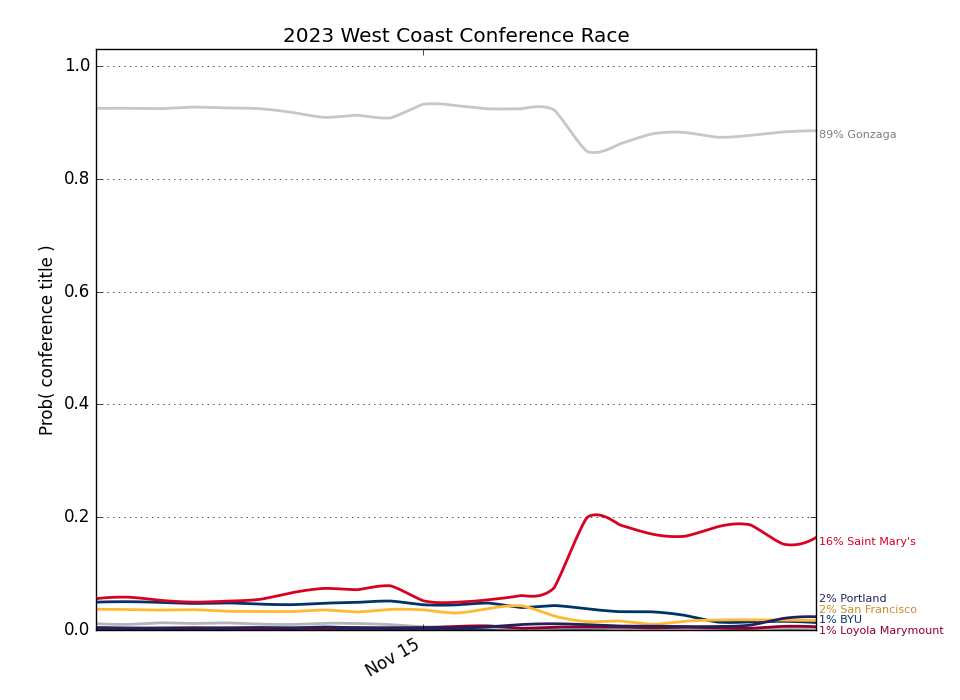 2023 West Coast Conference Race
1.0
0.8
0.6
0.4
0.2
0.0
Prob( conference title )
Nov 15
89% Gonzaga
16% Saint Mary's
2% Portland
2% San Francisco
1% BYU
1% Loyola Marymount